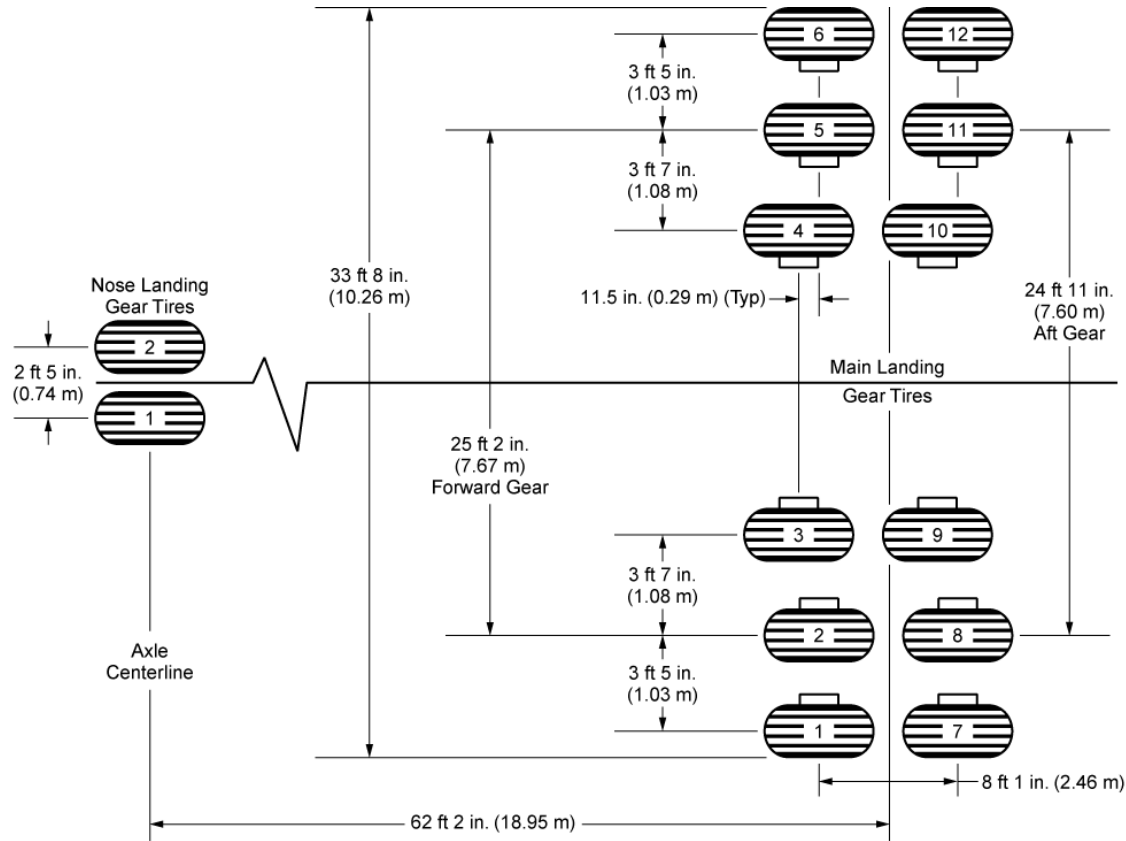 6
12
3 ft 5 in.
(1.03 m)
5
11
3 ft 7 in.
(1.08 m)
4
10
33 ft 8 in.
(10.26 m)
11.5 in. (0.29 m) (Typ)
24 ft 11 in.
(7.60 m)
Aft Gear
Nose Landing
Gear Tires
2
2 ft 5 in.
(0.74 m)
1
Main Landing
Gear Tires
25 ft 2 in.
(7.67 m)
Forward Gear
3
9
3 ft 7 in.
(1.08 m)
2
8
Axle
Centerline
3 ft 5 in.
(1.03 m)
1
7
8 ft 1 in. (2.46 m)
62 ft 2 in. (18.95 m)